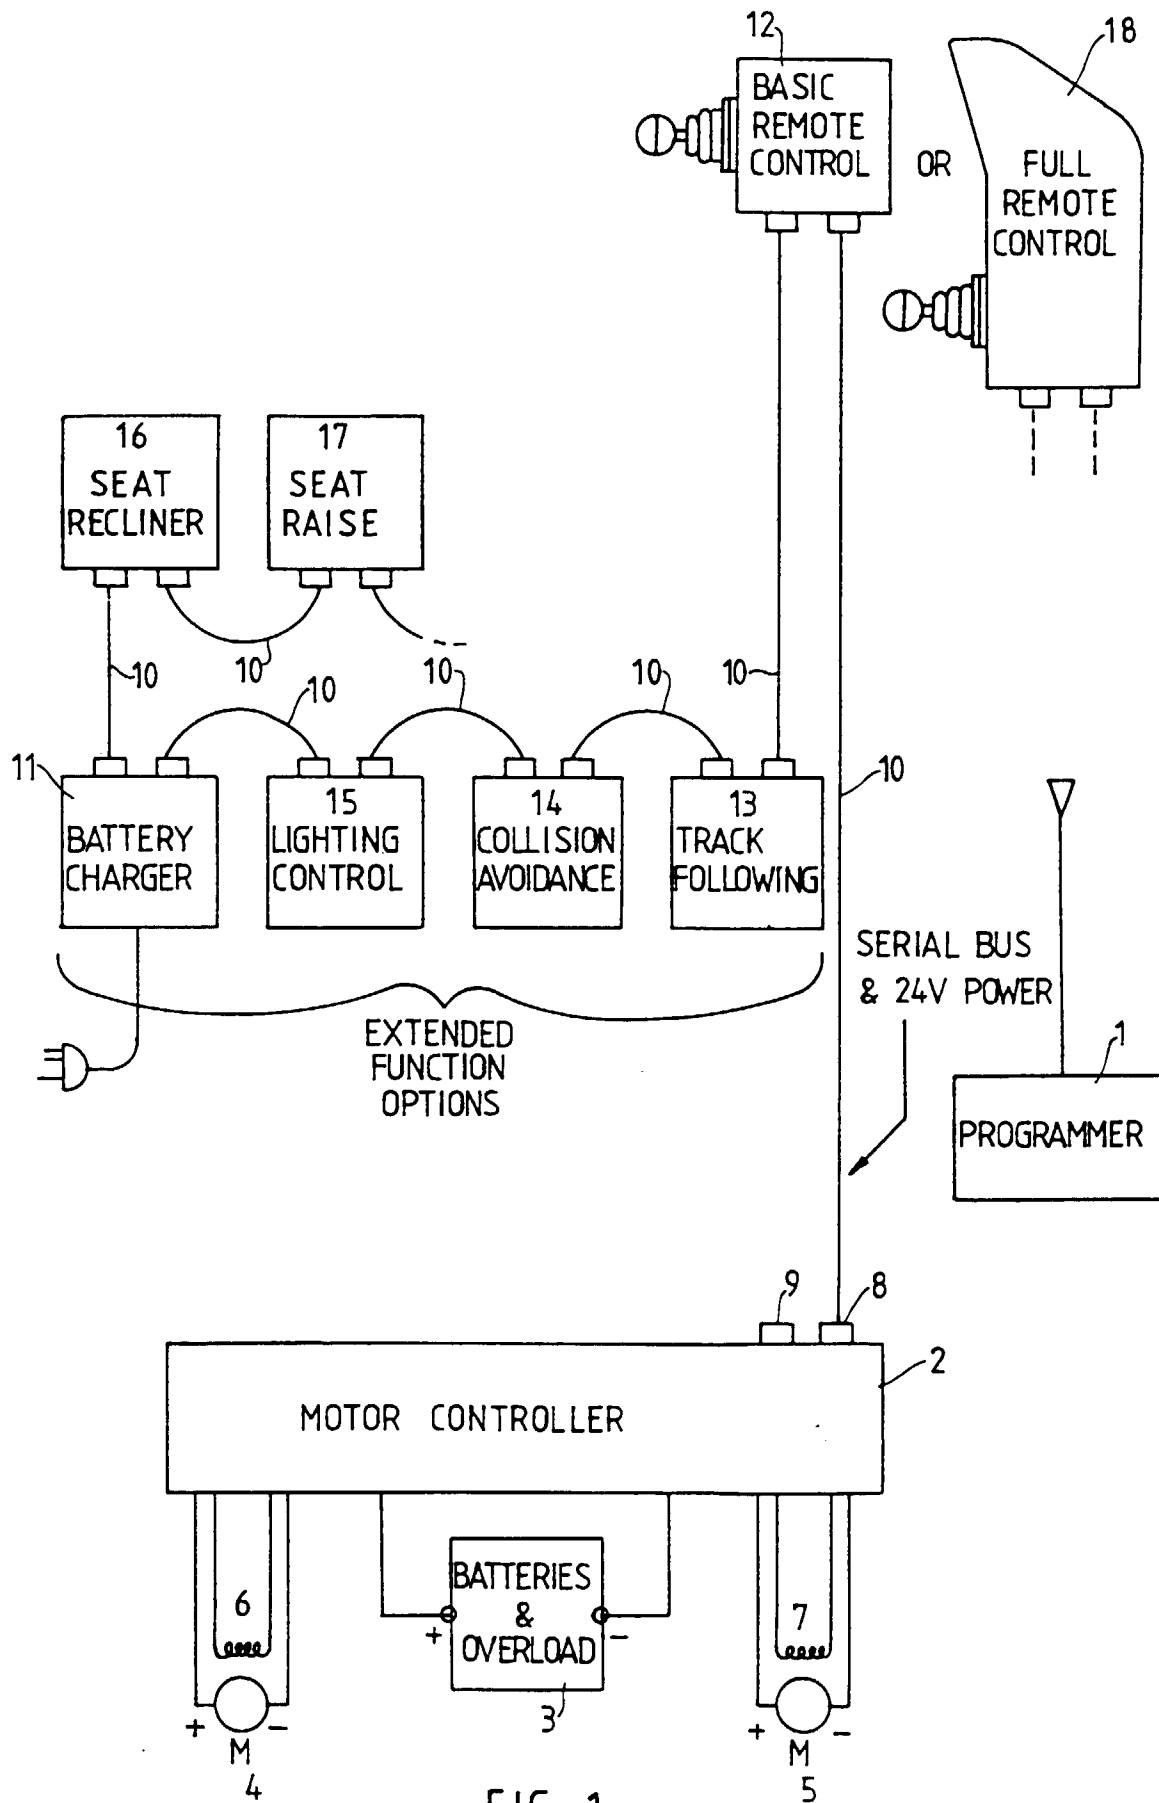 12
18
BASIC
REMOTE
CONTROL
OR
FULL
REMOTE
CONTROL
16
SEAT
RECLINER
17
SEAT
RAISE
10
10
10
10
10
10
10
11
BATTERY
CHARGER
15
LIGHTING
CONTROL
14
COLLISION
AVOIDANCE
13
TRACK
FOLLOWING
SERIAL BUS
& 24V POWER
EXTENDED
FUNCTION
OPTIONS
1
PROGRAMMER
9
8
2
MOTOR CONTROLLER
BATTERIES
&
OVERLOAD
+
-
3
6
+
-
M
4
7
+
-
M
5
FIG. 1